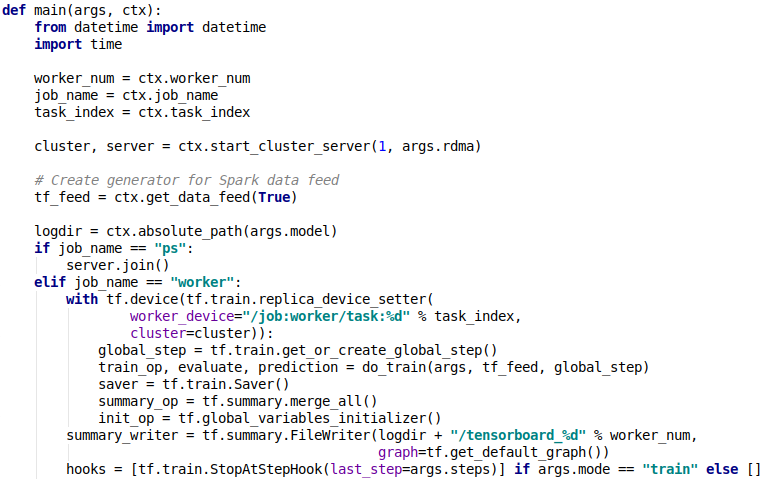 def main(args, ctx):
    from datetime import datetime
    import time

    worker_num = ctx.worker_num
    job_name = ctx.job_name
    task_index = ctx.task_index

    cluster, server = ctx.start_cluster_server(1, args.rdma)

    # Create generator for Spark data feed
    tf_feed = ctx.get_data_feed(True)

    logdir = ctx.absolute_path(args.model)
    if job_name == "ps":
        server.join()
    elif job_name == "worker":
        with tf.device(tf.train.replica_device_setter(
                worker_device="/job:worker/task:%d" % task_index,
                cluster=cluster)):
            global_step = tf.train.get_or_create_global_step()
            train_op, evaluate, prediction = do_train(args, tf_feed, global_step)
            saver = tf.train.Saver()
            summary_op = tf.summary.merge_all()
            init_op = tf.global_variables_initializer()
        summary_writer = tf.summary.FileWriter(logdir + "/tensorboard_%d" % worker_num,
                                               graph=tf.get_default_graph())
        hooks = [tf.train.StopAtStepHook(last_step=args.steps)] if args.mode == "train" else []